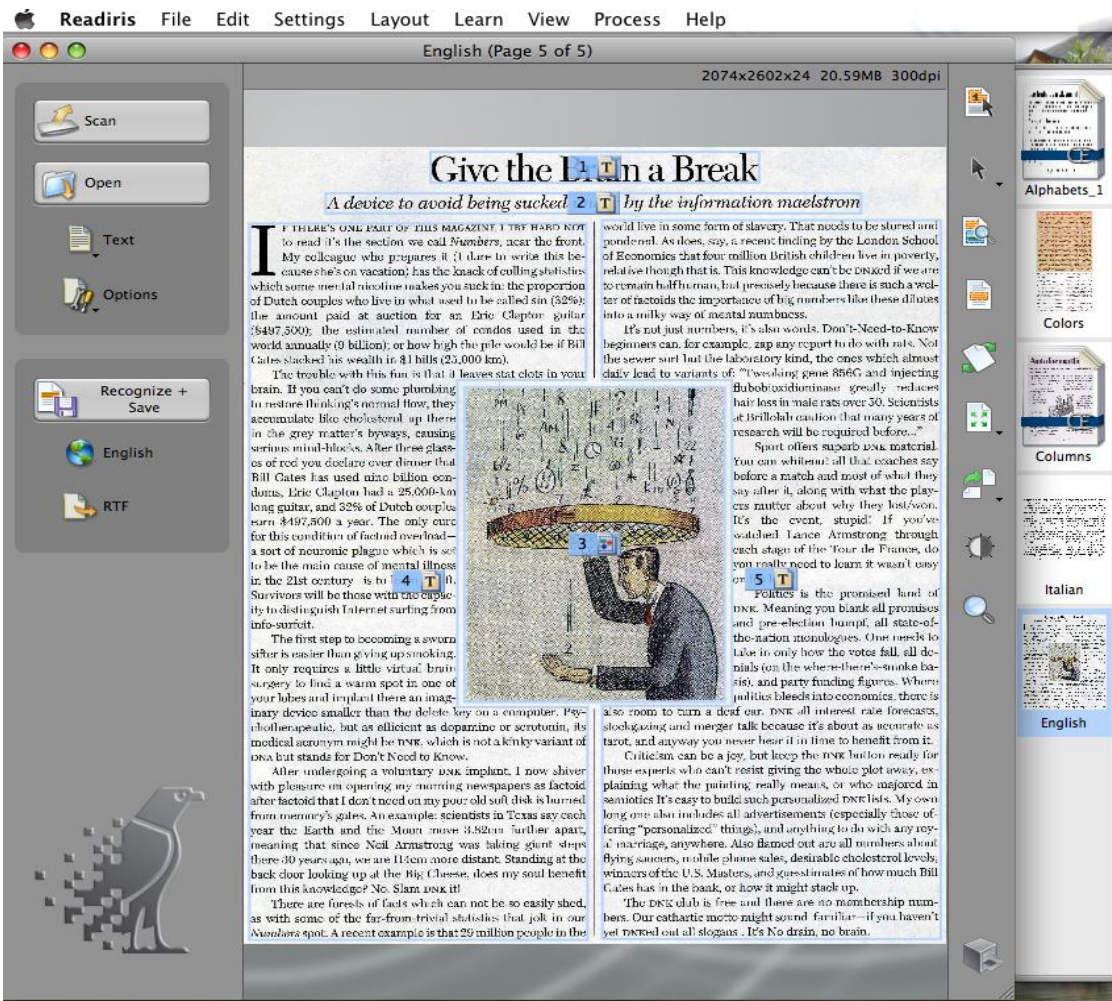 Readiris File Edit Settings Layout Learn View Process Help
English (Page 5 of 5)
2074x2602x24 20.59MB 300dpi
Scan
Open
Text
Options
Recognize +
Save
English
RTF
Give the Brain a Break
1 T
A device to avoid being sucked by the information maelstrom
2 T
IF THERE'S ONE PART OF THIS MAGAZINE I TRY HARD NOT
to read it's the section we call Numbers, near the front.
My colleague who prepares it (I dare to write this be-
cause she's on vacation) has the knack of culling statistics
which some mental nicotine makes you suck in: the proportion
of Dutch couples who live in what used to be called sin (32%);
the amount paid at auction for an Eric Clapton guitar
($497,500); the estimated number of condos used in the
world annually (9 billion); or how high the pile would be if Bill
Gates stacked his wealth in $1 bills (25,000 km).
The trouble with this fun is that it leaves stat clots in your
brain. If you can't do some plumbing
to restore thinking's normal flow, they
accumulate like cholesterol up there
in the grey matter's byways, causing
serious mind-blocks. After three glass-
es of red you declare over dinner that
Bill Gates has used nine billion con-
doms, Eric Clapton had a 25,000-km
long guitar, and 32% of Dutch couples
earn $497,500 a year. The only cure
for this condition of factoid overload—
a sort of neuronic plague which is set
to be the main cause of mental illness
in the 21st century is to
4 T
Survivors will be those with the capac-
ity to distinguish Internet surfing from
info-surfeit.
The first step to becoming a sworn
sifter is easier than giving up smoking.
It only requires a little virtual brain
surgery to find a warm spot in one of
your lobes and implant there an imag-
inary device smaller than the delete key on a computer. Psy-
chotherapeutic, but as efficient as dopamine or serotonin, its
medical acronym might be DNK, which is not a kinky variant of
DNA but stands for Don't Need to Know.
After undergoing a voluntary DNK implant, I now shiver
with pleasure on opening my morning newspapers as factoid
after factoid that I don't need on my poor old soft disk is burned
from memory's gates. An example: scientists in Texas say each
year the Earth and the Moon move 3.82cm further apart,
meaning that since Neil Armstrong was taking giant steps
there 30 years ago, we are 114cm more distant. Standing at the
back door looking up at the Big Cheese, does my soul benefit
from this knowledge? No. Slam DNK it!
There are forests of facts which can not be so easily shed,
as with some of the far-from-trivial statistics that jolt in our
Numbers spot. A recent example is that 29 million people in the
3
world live in some form of slavery. That needs to be stored and
pondered. As does, say, a recent finding by the London School
of Economics that four million British children live in poverty,
relative though that is. This knowledge can't be DNKed if we are
to remain half human, but precisely because there is such a wel-
ter of factoids the importance of big numbers like these dilutes
into a milky way of mental numbness.
It's not just numbers, it's also words. Don't-Need-to-Know
beginners can, for example, zap any report to do with rats. Not
the sewer sort but the laboratory kind, the ones which almost
daily lead to variants of: "Tweaking gene 856G and injecting
flubobioxidioninase greatly reduces
hair loss in male rats over 50. Scientists
at Brillolab caution that many years of
research will be required before..."
Sport offers superb DNK material.
You can whiteout all that coaches say
before a match and most of what they
say after it, along with what the play-
ers mutter about why they lost/won.
It's the event, stupid! If you've
watched Lance Armstrong through
each stage of the Tour de France, do
you really need to learn it wasn't easy
on
5 T
Politics is the promised land of
DNK. Meaning you blank all promises
and pre-election bumpf, all state-of-
the-nation monologues. One needs to
take in only how the votes fall, all de-
nials (on the where-there's-smoke ba-
sis), and party funding figures. Where
politics bleeds into economics, there is
also room to turn a deaf ear. DNK all interest rate forecasts,
stockgazing and merger talk because it's about as accurate as
tarot, and anyway you never hear it in time to benefit from it.
Criticism can be a joy, but keep the DNK button ready for
those experts who can't resist giving the whole plot away, ex-
plaining what the painting really means, or who majored in
semiotics It's easy to build such personalized DNK lists. My own
long one also includes all advertisements (especially those of-
fering "personalized" things), and anything to do with any roy-
al marriage, anywhere. Also flamed out are all numbers about
flying saucers, mobile phone sales, desirable cholesterol levels,
winners of the U.S. Masters, and guesstimates of how much Bill
Gates has in the bank, or how it might stack up.
The DNK club is free and there are no membership num-
bers. Our cathartic motto might sound familiar—if you haven't
yet DNKed out all slogans . It's No drain, no brain.
Alphabets_1
Colors
Columns
Italian
English